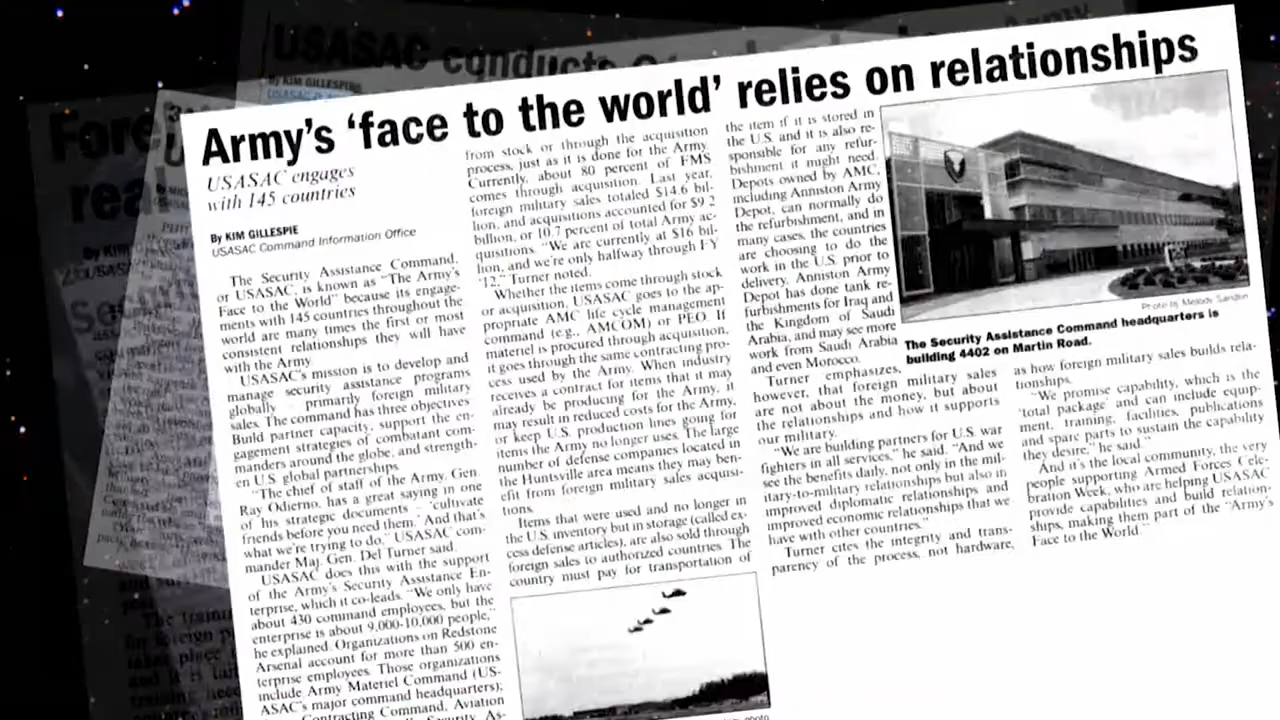 USASAC conducts
By KIM GILLESPIE
Army's 'face to the world' relies on relationships
USASAC engages
with 145 countries
By KIM GILLESPIE
USASAC Command Information Office
The Security Assistance Command,
or USASAC, is known as "The Army's
Face to the World" because its engage-
ments with 145 countries throughout the
world are many times the first or most
consistent relationships they will have
with the Army.
USASAC's mission is to develop and
manage security assistance programs
globally – primarily foreign military
sales. The command has three objectives
Build partner capacity, support the en-
gagement strategies of combatant com-
manders around the globe, and strength-
en U.S. global partnerships.
"The chief of staff of the Army, Gen.
Ray Odierno, has a great saying in one
of his strategic documents – 'cultivate
friends before you need them.' And that's
what we're trying to do," USASAC com-
mander Maj. Gen. Del Turner said.
USASAC does this with the support
of the Army's Security Assistance En-
terprise, which it co-leads. "We only have
about 430 command employees, but the
enterprise is about 9,000-10,000 people,"
he explained. Organizations on Redstone
Arsenal account for more than 500 en-
terprise employees. Those organizations
include Army Materiel Command (US-
ASAC's major command headquarters);
Contracting Command, Aviation
Security As-
from stock or through the acquisition
process, just as it is done for the Army.
Currently, about 80 percent of FMS
comes through acquisition. Last year,
foreign military sales totaled $14.6 bil-
lion, and acquisitions accounted for $9.2
billion, or 10.7 percent of total Army ac-
quisitions. "We are currently at $16 bil-
lion, and we're only halfway through FY
'12," Turner noted.
Whether the items come through stock
or acquisition, USASAC goes to the ap-
propriate AMC life cycle management
command (e.g., AMCOM) or PEO. If
materiel is procured through acquisition,
it goes through the same contracting pro-
cess used by the Army. When industry
receives a contract for items that it may
already be producing for the Army, it
may result in reduced costs for the Army,
or keep U.S. production lines going for
items the Army no longer uses. The large
number of defense companies located in
the Huntsville area means they may ben-
efit from foreign military sales acquisi-
tions.
Items that were used and no longer in
the U.S. inventory but in storage (called ex-
cess defense articles), are also sold through
foreign sales to authorized countries. The
country must pay for transportation of
the item if it is stored in
the U.S. and it is also re-
sponsible for any refur-
bishment it might need.
Depots owned by AMC,
including Anniston Army
Depot, can normally do
the refurbishment, and in
many cases, the countries
are choosing to do the
work in the U.S. prior to
delivery. Anniston Army
Depot has done tank re-
furbishments for Iraq and
the Kingdom of Saudi
Arabia, and may see more
work from Saudi Arabia
and even Morocco.
Turner emphasizes,
however, that foreign military sales
are not about the money, but about
the relationships and how it supports
our military.
"We are building partners for U.S. war
fighters in all services," he said. "And we
see the benefits daily, not only in the mil-
itary-to-military relationships but also in
improved diplomatic relationships and
improved economic relationships that we
have with other countries."
Turner cites the integrity and trans-
parency of the process, not hardware,
Photo by Melody Sandlin
The Security Assistance Command headquarters is
building 4402 on Martin Road.
as how foreign military sales builds rela-
tionships.
"We promise capability, which is the
'total package' and can include equip-
ment, training, facilities, publications
and spare parts to sustain the capability
they desire," he said."
And it's the local community, the very
people supporting Armed Forces Cele-
bration Week, who are helping USASAC
provide capabilities and build relation-
ships, making them part of the "Army's
Face to the World."